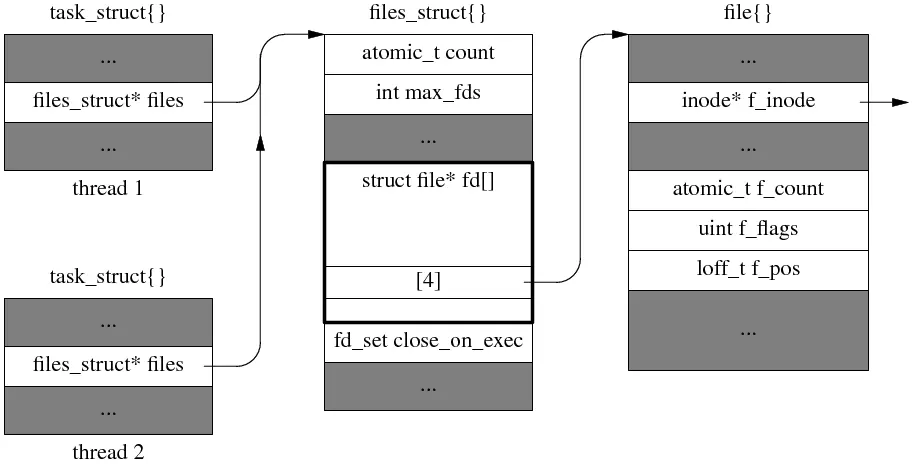 task_struct{}
...
files_struct* files
...
thread 1
task_struct{}
...
files_struct* files
...
thread 2
files_struct{}
atomic_t count
int max_fds
...
struct file* fd[]
[4]
fd_set close_on_exec
...
file{}
...
inode* f_inode
...
atomic_t f_count
uint f_flags
loff_t f_pos
...